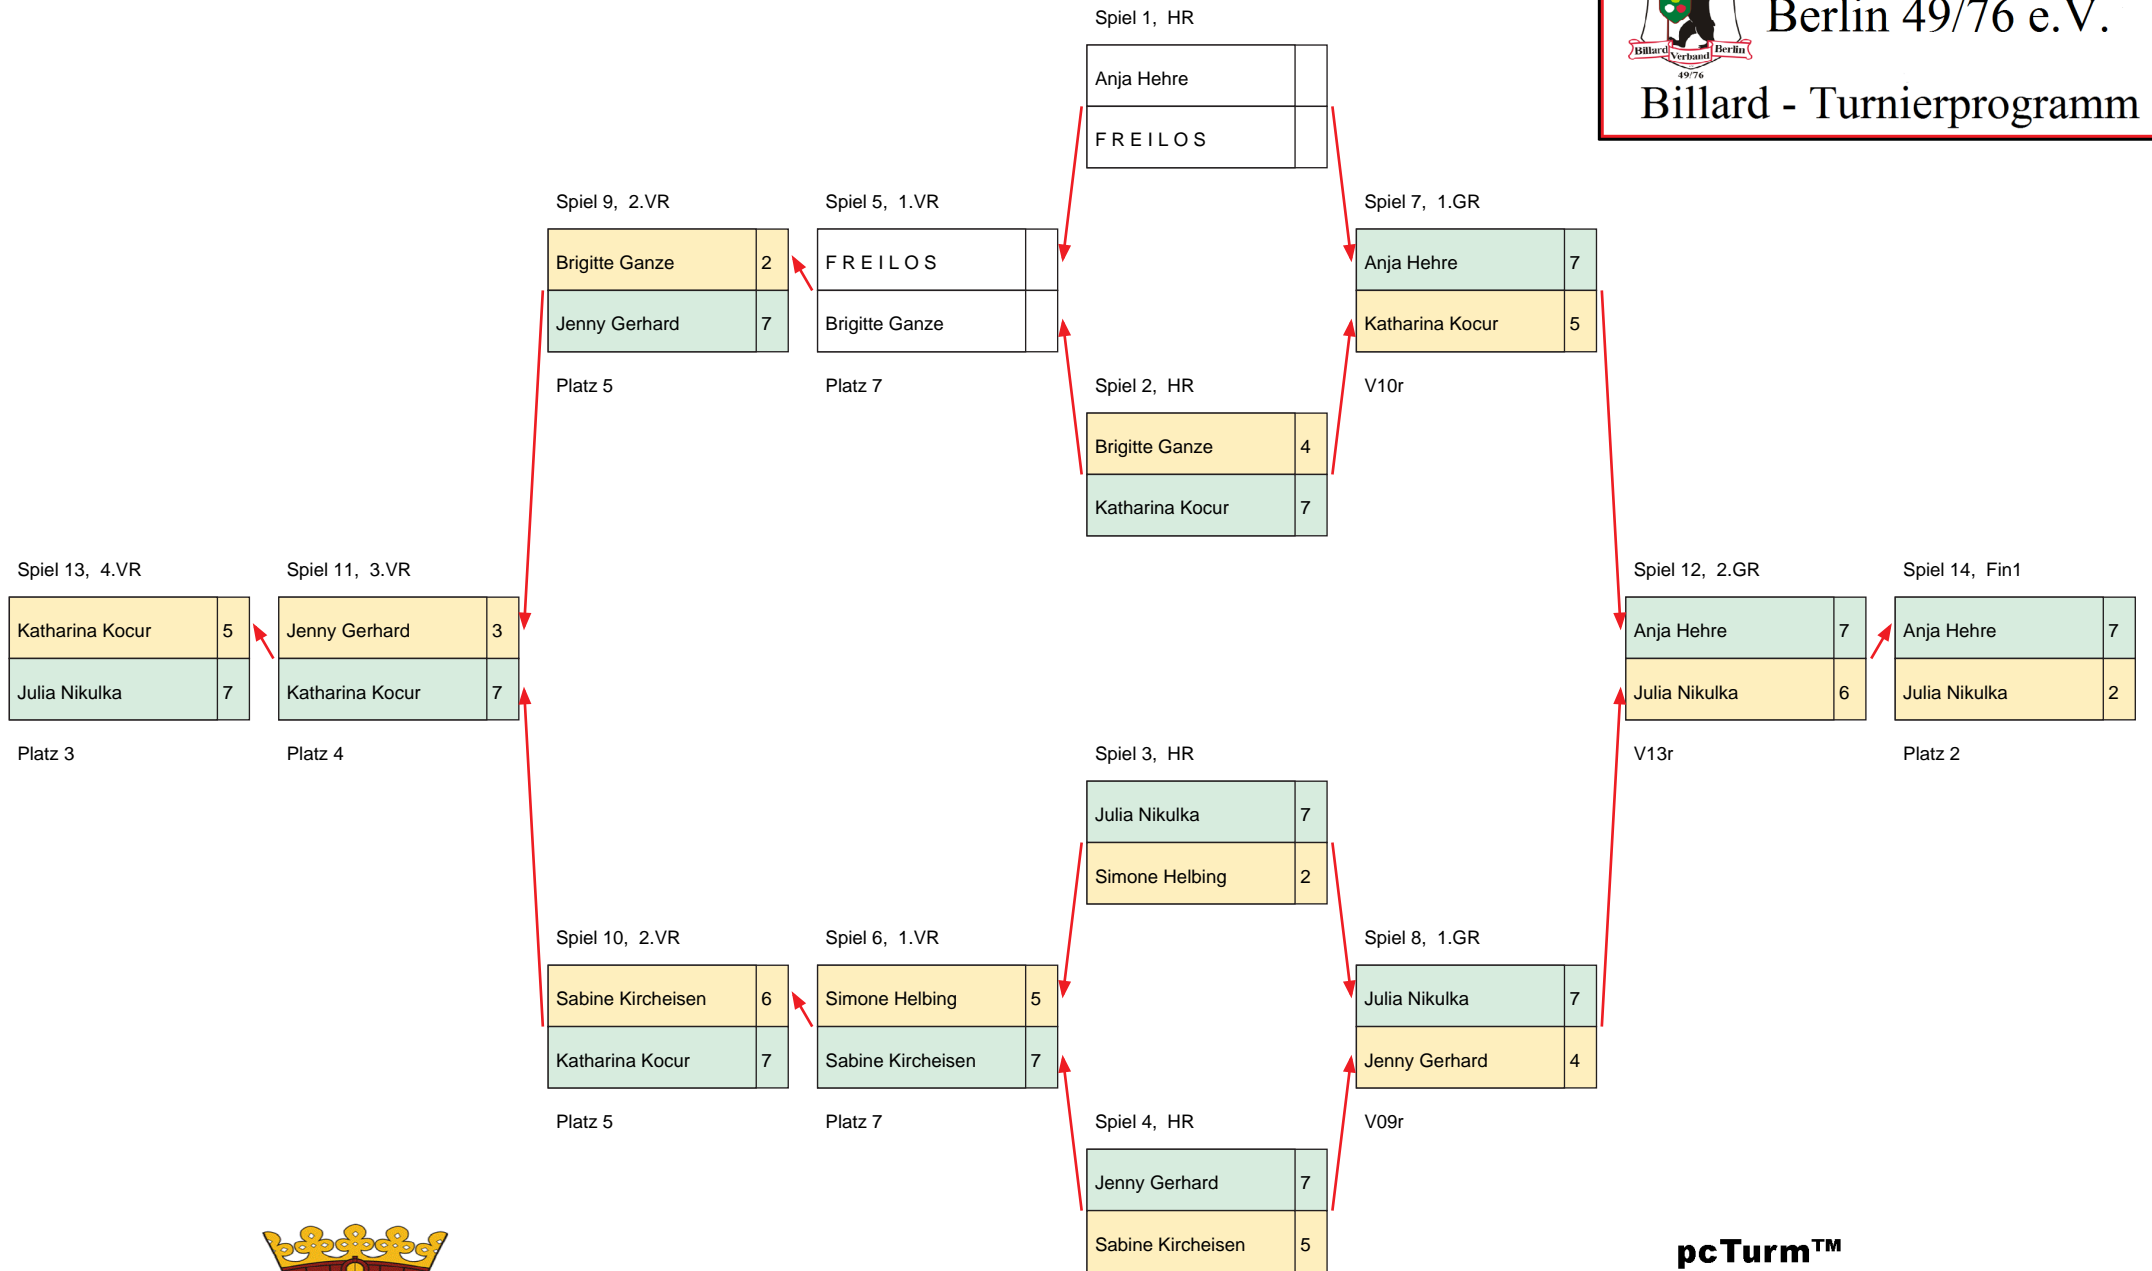 Spiel 1, HR
Anja Hehre
F R E I L O S
Berlin 49/76 e.V.
Billard Verband Berlin
49/76
Billard - Turnierprogramm
Spiel 9, 2.VR
Brigitte Ganze 2
Jenny Gerhard 7
Platz 5
Spiel 5, 1.VR
F R E I L O S
Brigitte Ganze
Platz 7
Spiel 7, 1.GR
Anja Hehre 7
Katharina Kocur 5
V10r
Spiel 2, HR
Brigitte Ganze 4
Katharina Kocur 7
Spiel 13, 4.VR
Katharina Kocur 5
Julia Nikulka 7
Platz 3
Spiel 11, 3.VR
Jenny Gerhard 3
Katharina Kocur 7
Platz 4
Spiel 12, 2.GR
Anja Hehre 7
Julia Nikulka 6
V13r
Spiel 14, Fin1
Anja Hehre 7
Julia Nikulka 2
Platz 2
Spiel 3, HR
Julia Nikulka 7
Simone Helbing 2
Spiel 10, 2.VR
Sabine Kircheisen 6
Katharina Kocur 7
Platz 5
Spiel 6, 1.VR
Simone Helbing 5
Sabine Kircheisen 7
Platz 7
Spiel 8, 1.GR
Julia Nikulka 7
Jenny Gerhard 4
V09r
Spiel 4, HR
Jenny Gerhard 7
Sabine Kircheisen 5
pcTurm™